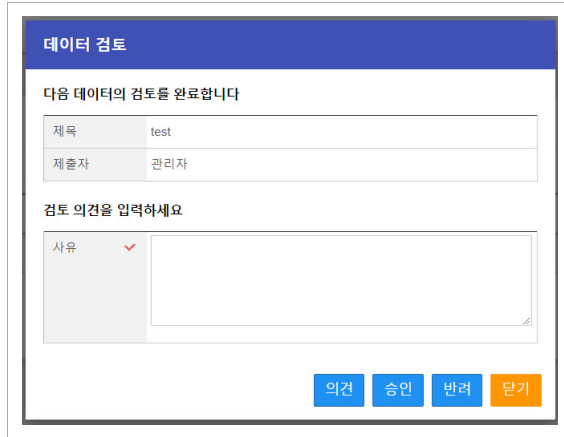 데이터 검토
다음 데이터의 검토를 완료합니다
제목 test
제출자 관리자
검토 의견을 입력하세요
사유
의견 승인 반려 닫기